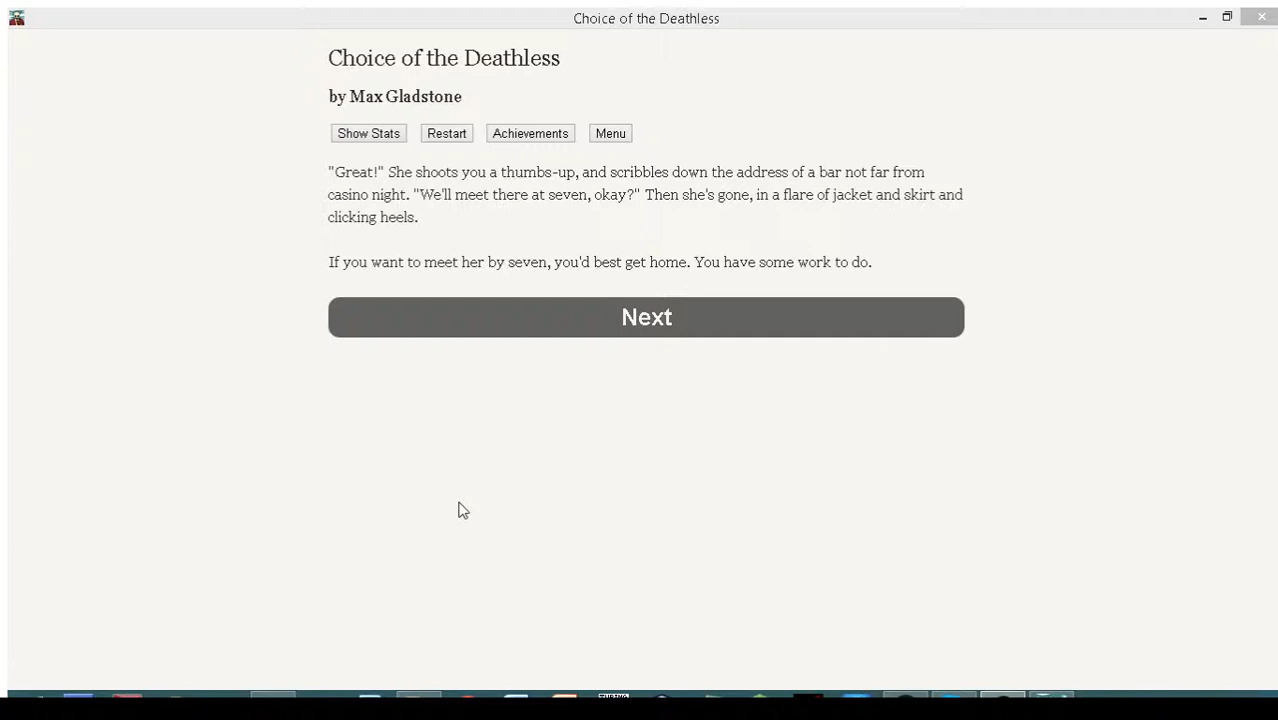 Choice of the Deathless
Choice of the Deathless
by Max Gladstone
Show Stats Restart Achievements Menu
"Great!" She shoots you a thumbs-up, and scribbles down the address of a bar not far from
casino night. "We'll meet there at seven, okay?" Then she's gone, in a flare of jacket and skirt and
clicking heels.
If you want to meet her by seven, you'd best get home. You have some work to do.
Next